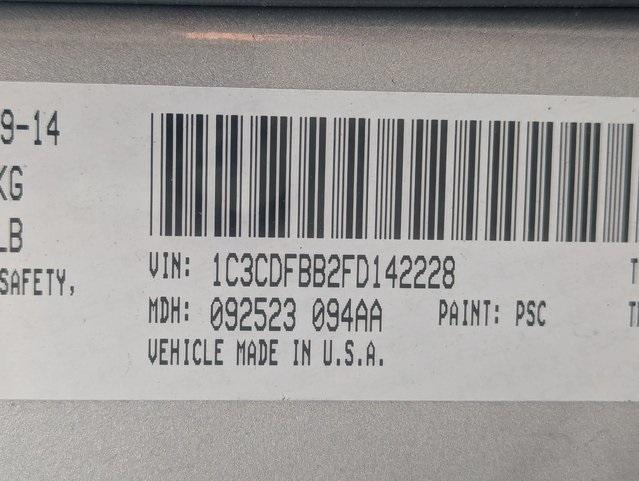 9-14
KG
LB
SAFETY,
VIN: 1C3CDFBB2FD142228
MDH: 092523 094AA PAINT: PSC
VEHICLE MADE IN U.S.A.